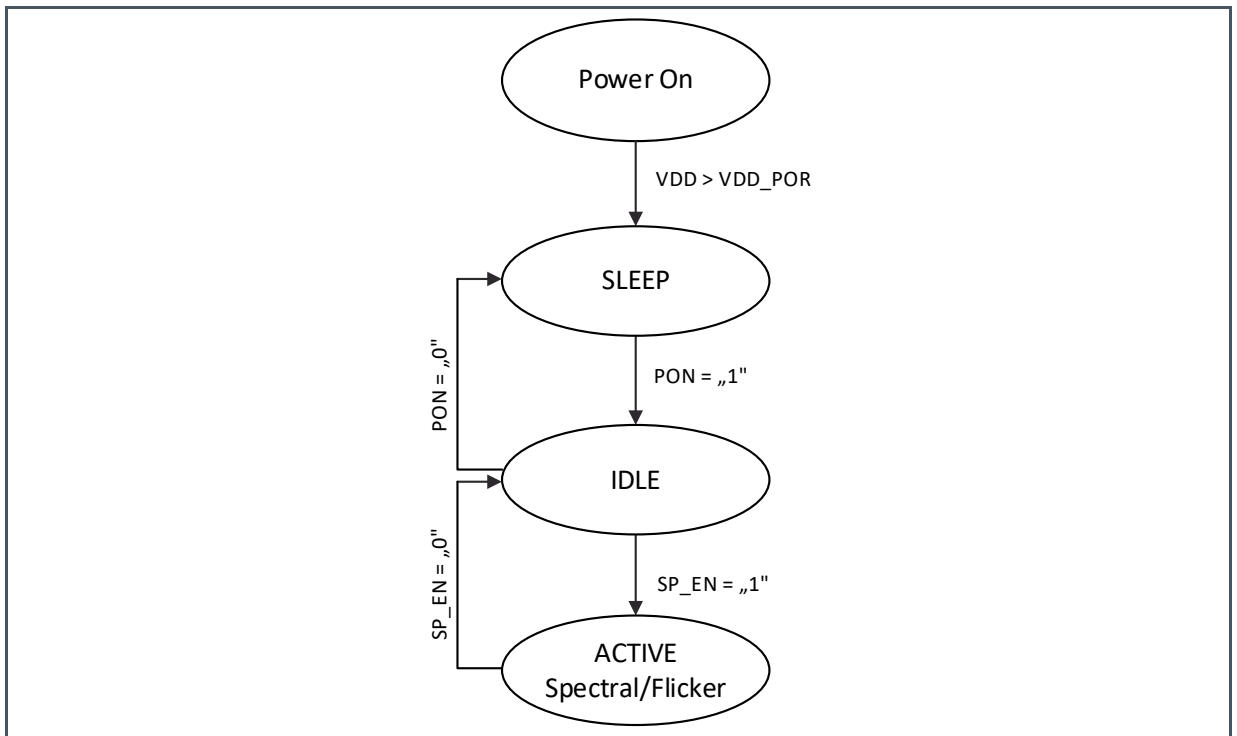 Power On
VDD > VDD_POR
SLEEP
PON = „0"
PON = „1"
IDLE
SP_EN = „0"
SP_EN = „1"
ACTIVE
Spectral/Flicker